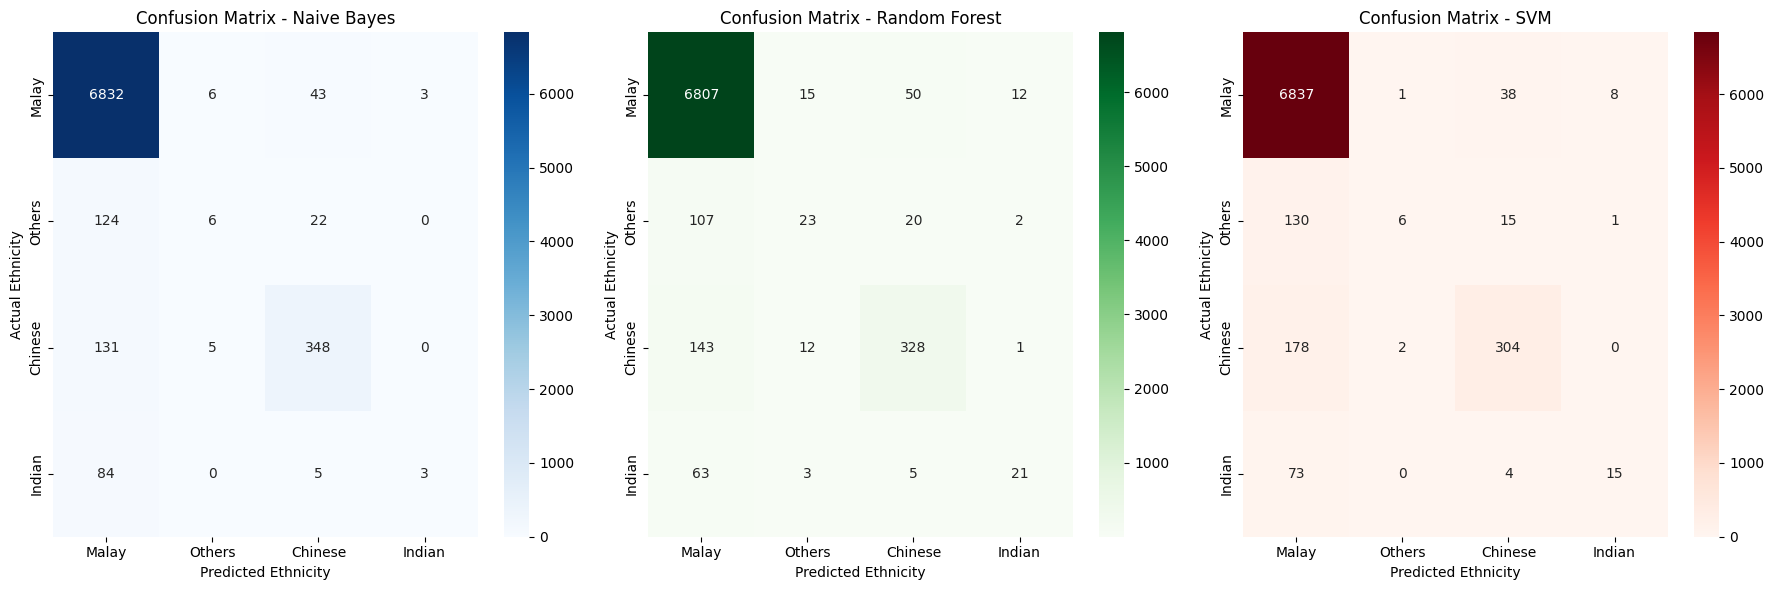 Confusion Matrix - Naive Bayes
Actual Ethnicity
Malay
Others
Chinese
Indian
6832 6 43 3
124 6 22 0
131 5 348 0
84 0 5 3
Malay Others Chinese Indian
Predicted Ethnicity
6000
5000
4000
3000
2000
1000
0
Confusion Matrix - Random Forest
Actual Ethnicity
Malay
Others
Chinese
Indian
6807 15 50 12
107 23 20 2
143 12 328 1
63 3 5 21
Malay Others Chinese Indian
Predicted Ethnicity
6000
5000
4000
3000
2000
1000
Confusion Matrix - SVM
Actual Ethnicity
Malay
Others
Chinese
Indian
6837 1 38 8
130 6 15 1
178 2 304 0
73 0 4 15
Malay Others Chinese Indian
Predicted Ethnicity
6000
5000
4000
3000
2000
1000
0